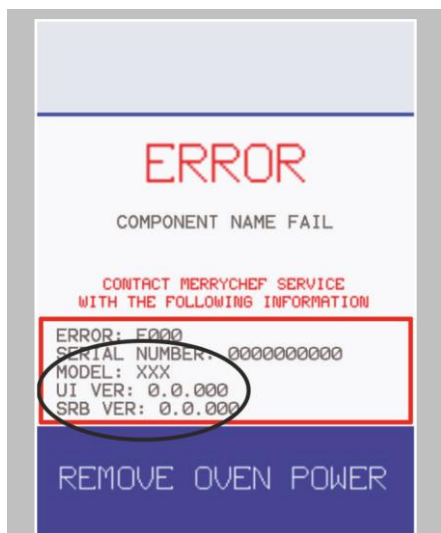 ERROR
COMPONENT NAME FAIL
CONTACT MERRYCHEF SERVICE
WITH THE FOLLOWING INFORMATION
ERROR: E000
SERIAL NUMBER: 0000000000
MODEL: XXX
UI VER: 0.0.000
SRB VER: 0.0.000
REMOVE OVEN POWER